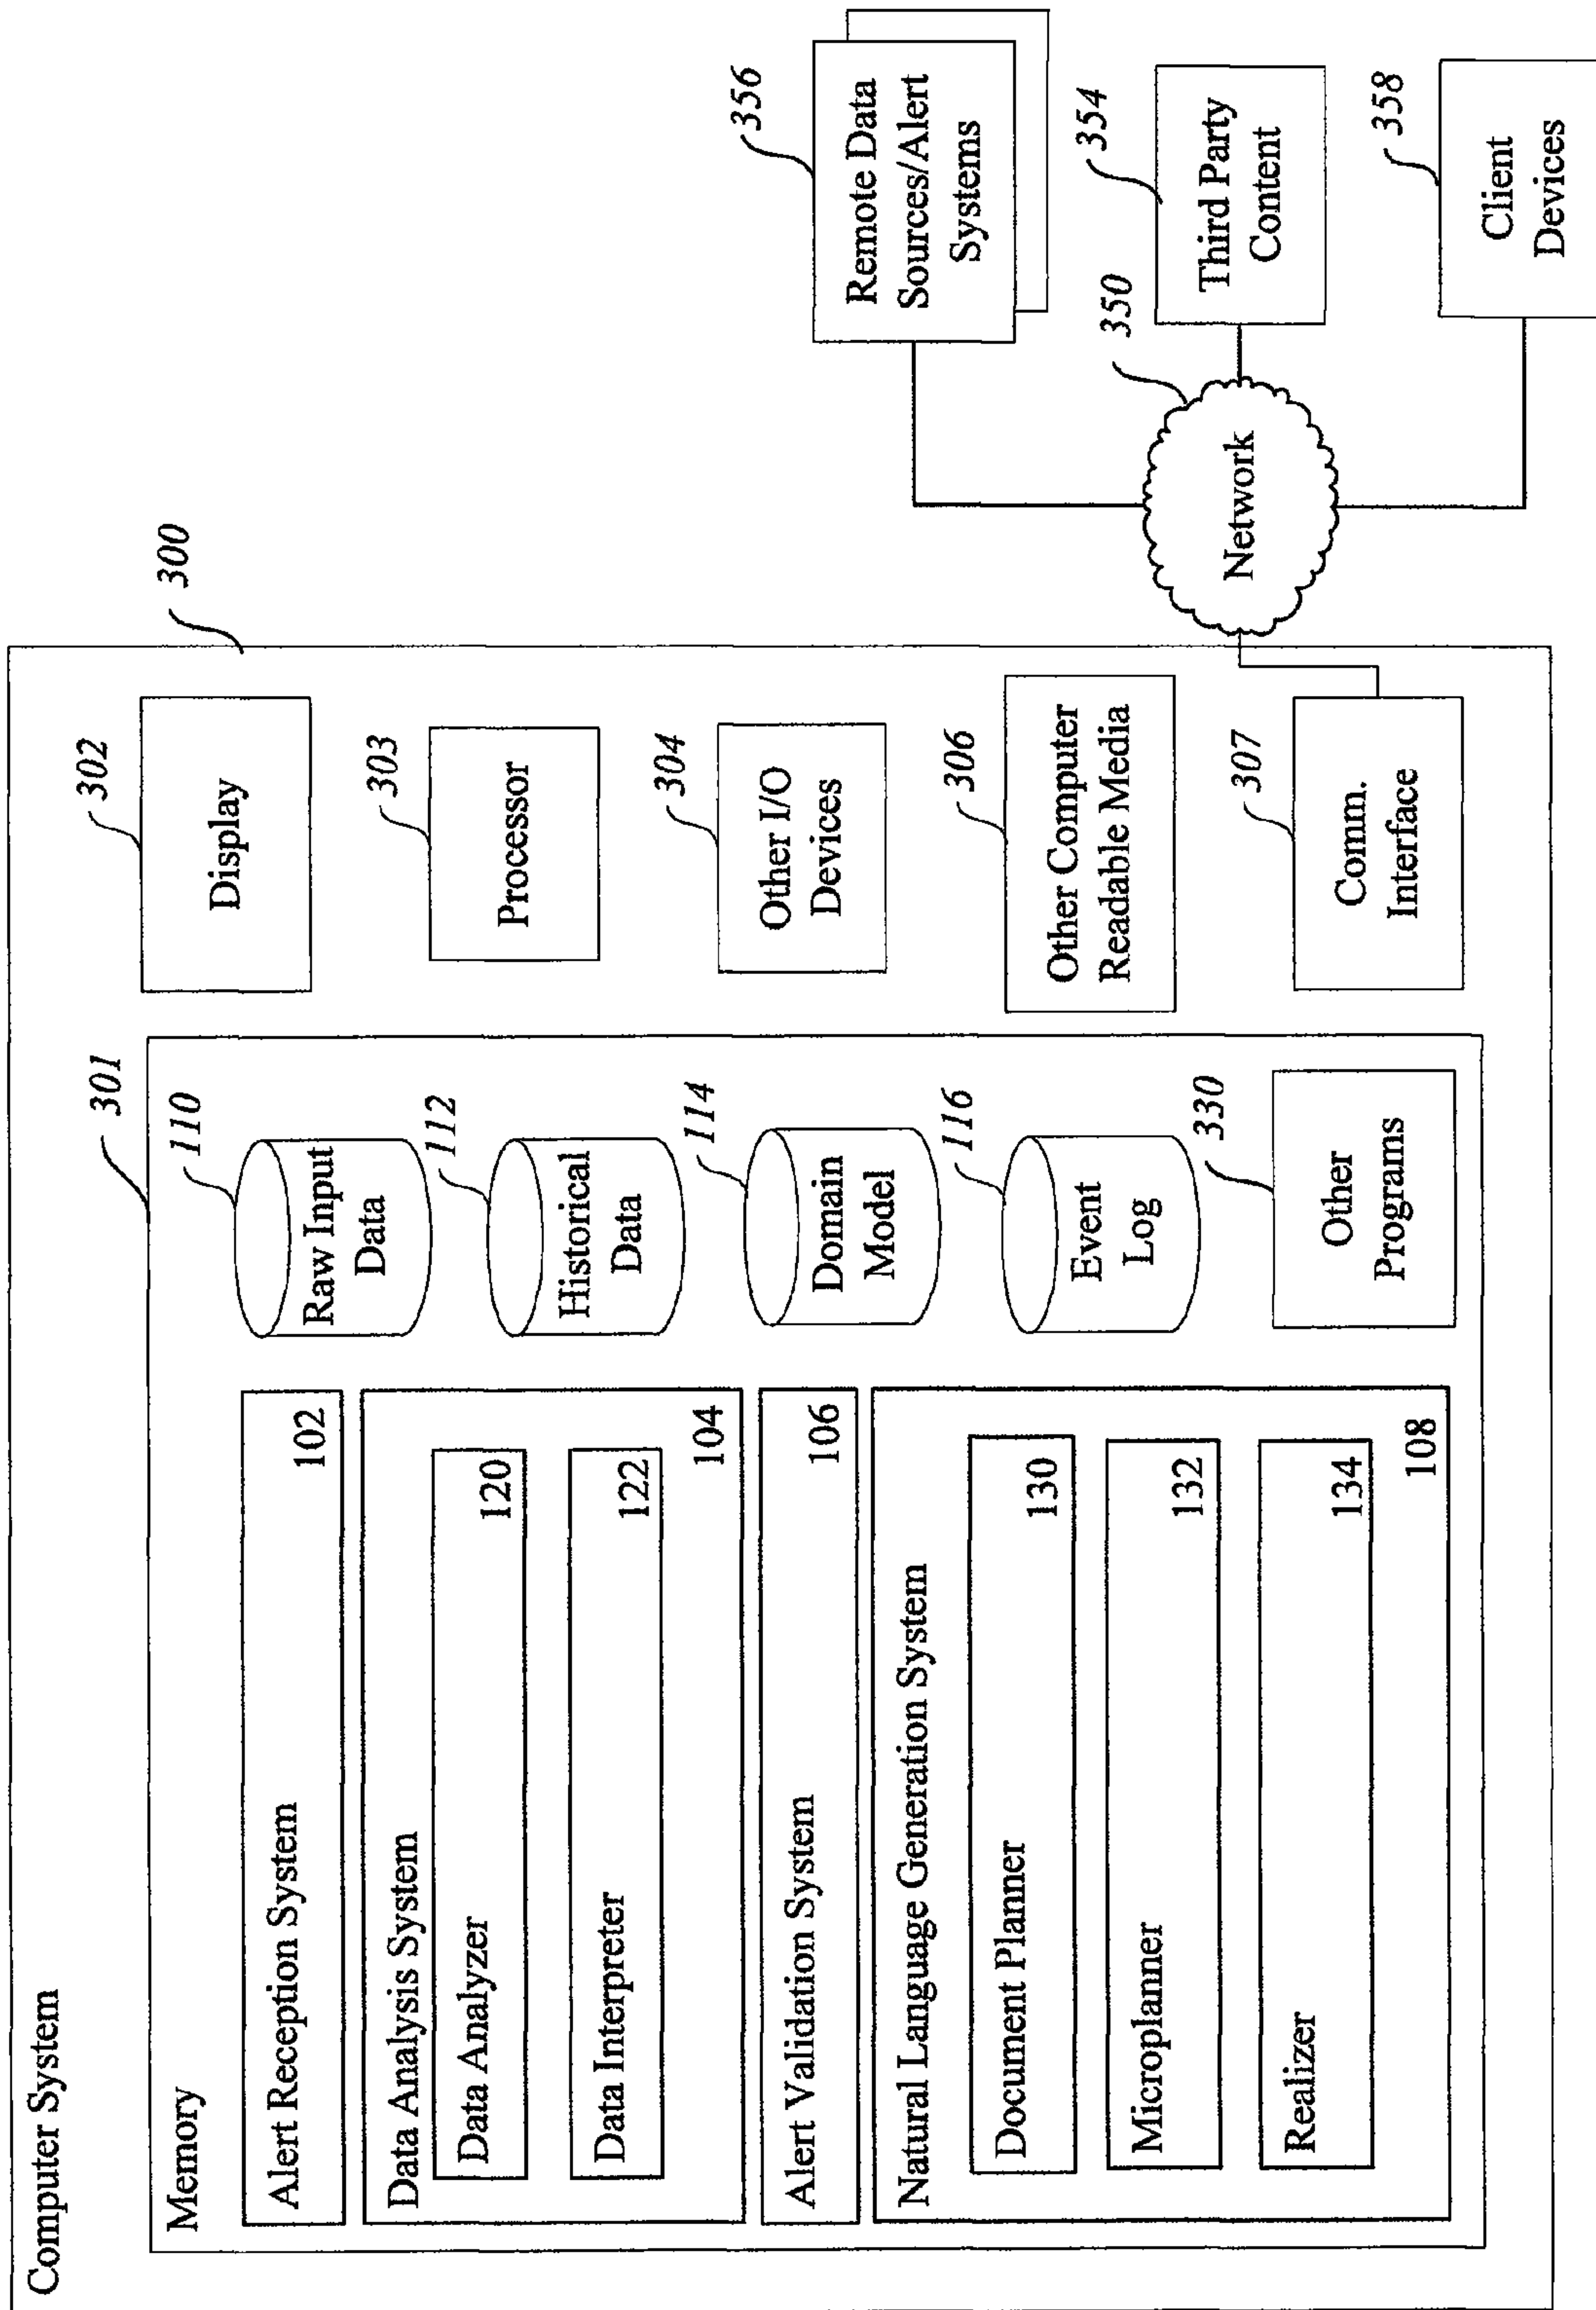 Computer System
300
Memory
301
Alert Reception System
102
Data Analysis System
Data Analyzer
120
Data Interpreter
122
104
Alert Validation System
106
Natural Language Generation System
Document Planner
130
Microplanner
132
Realizer
134
108
110
Raw Input
Data
112
Historical
Data
114
Domain
Model
116
Event
Log
330
Other
Programs
302
Display
303
Processor
304
Other I/O
Devices
306
Other Computer
Readable Media
307
Comm.
Interface
350
Network
356
Remote Data
Sources/Alert
Systems
354
Third Party
Content
358
Client
Devices